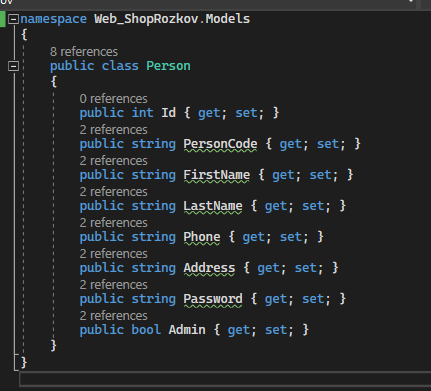 namespace Web_ShopRozkov.Models
{
8 references
public class Person
{
0 references
public int Id { get; set; }
2 references
public string PersonCode { get; set; }
2 references
public string FirstName { get; set; }
2 references
public string LastName { get; set; }
2 references
public string Phone { get; set; }
2 references
public string Address { get; set; }
2 references
public string Password { get; set; }
2 references
public bool Admin { get; set; }
}
}